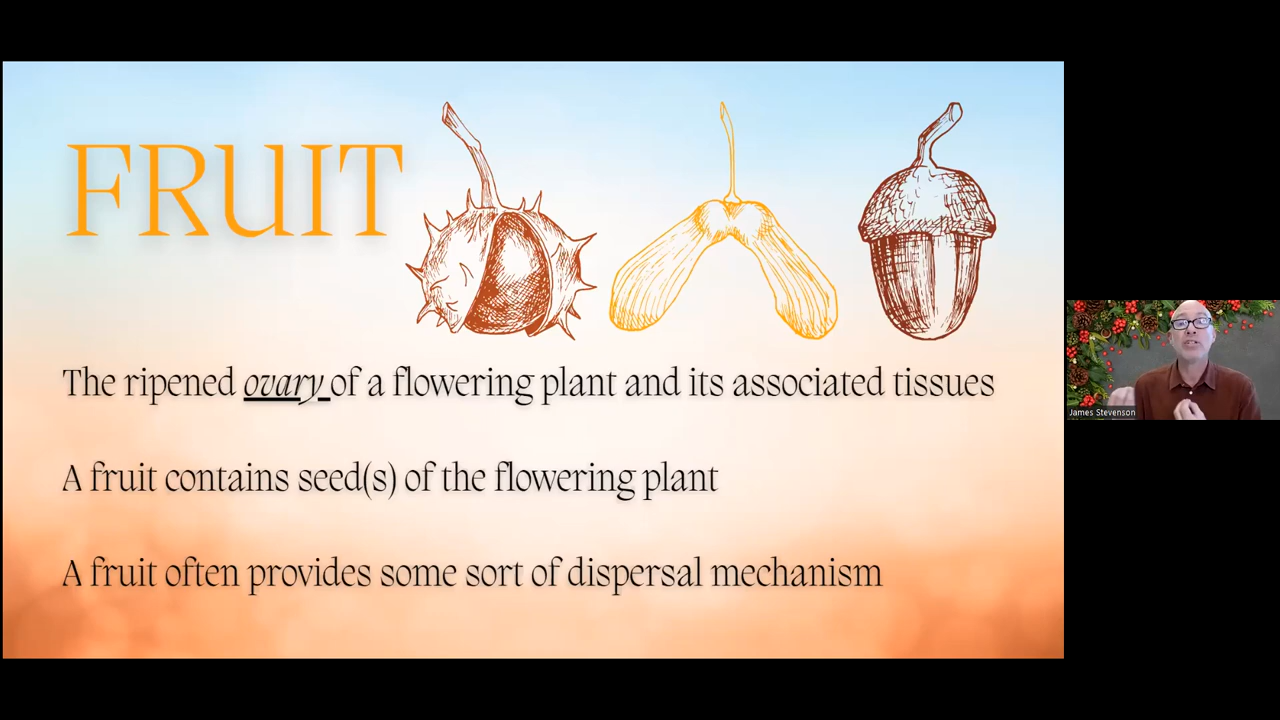 FRUIT
The ripened ovary of a flowering plant and its associated tissues
A fruit contains seed(s) of the flowering plant
A fruit often provides some sort of dispersal mechanism
James Stevenson